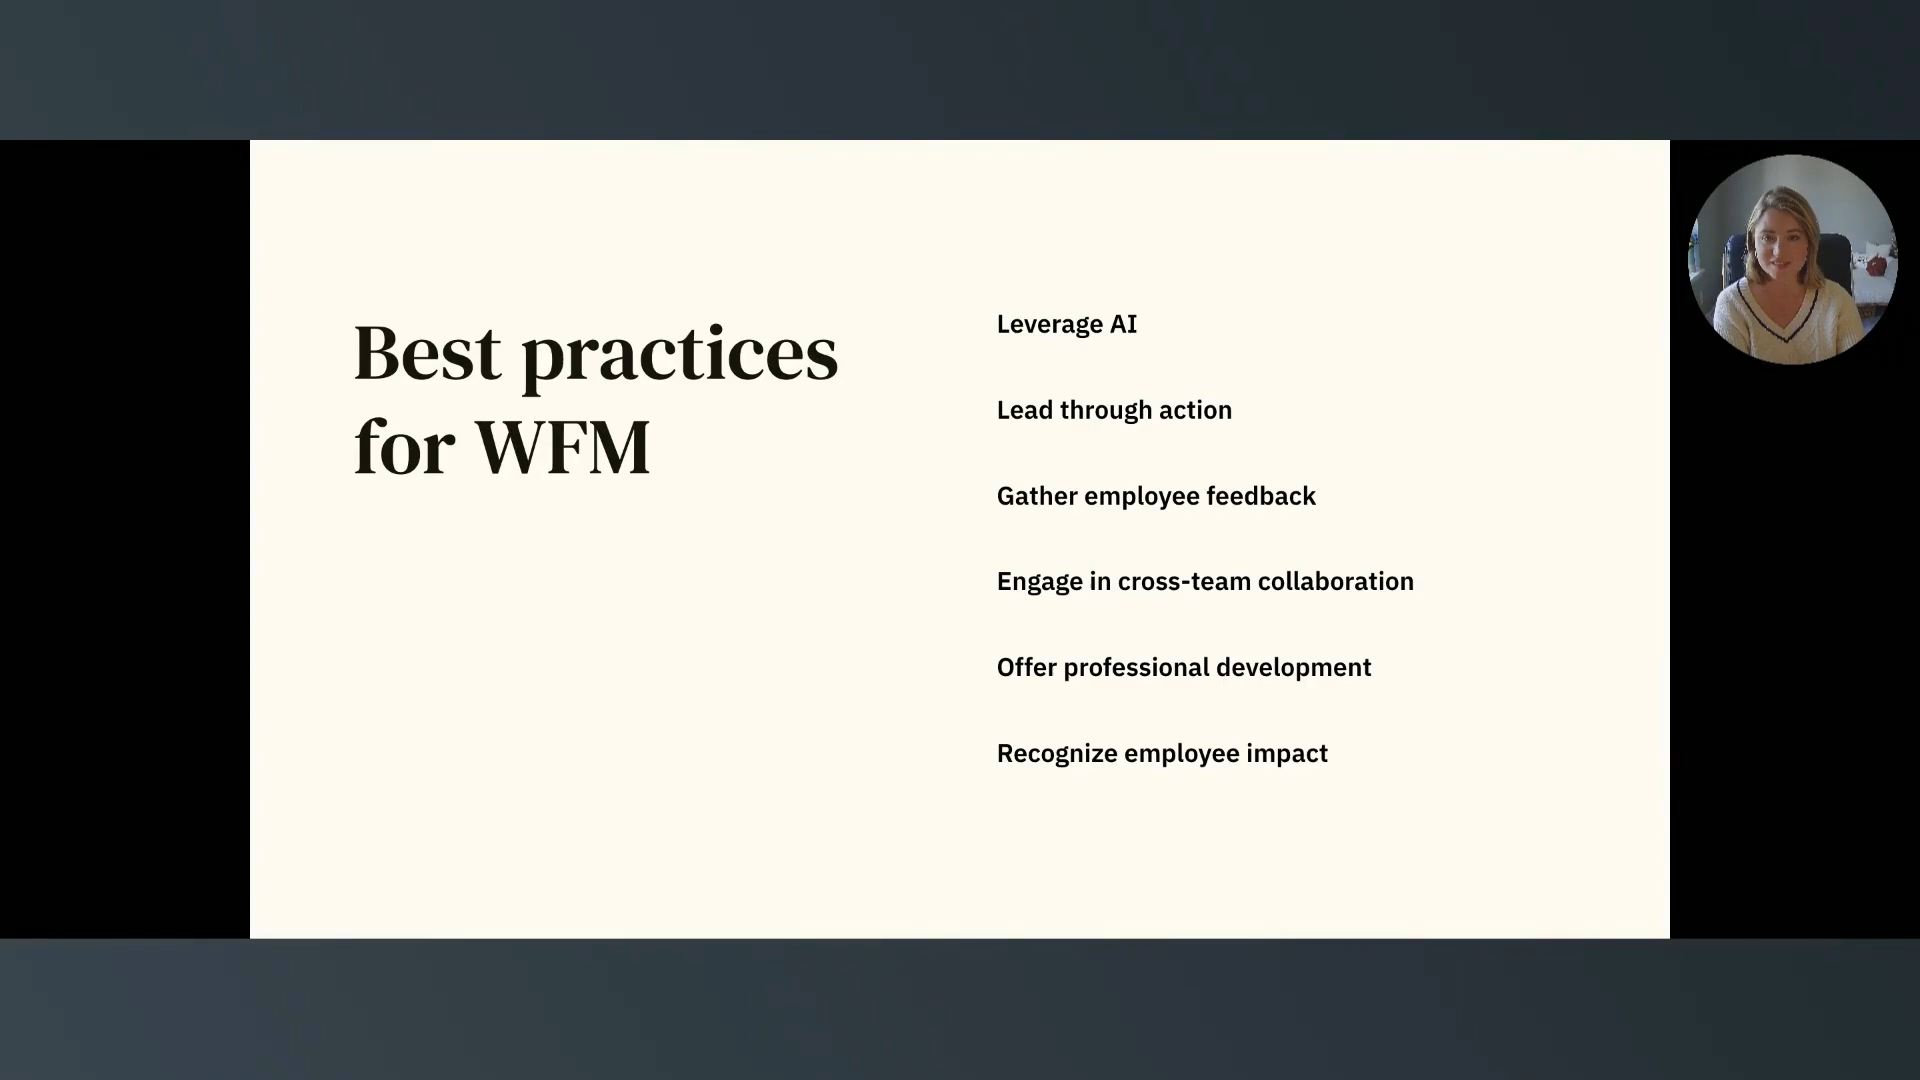 Best practices
for WFM
Leverage AI
Lead through action
Gather employee feedback
Engage in cross-team collaboration
Offer professional development
Recognize employee impact